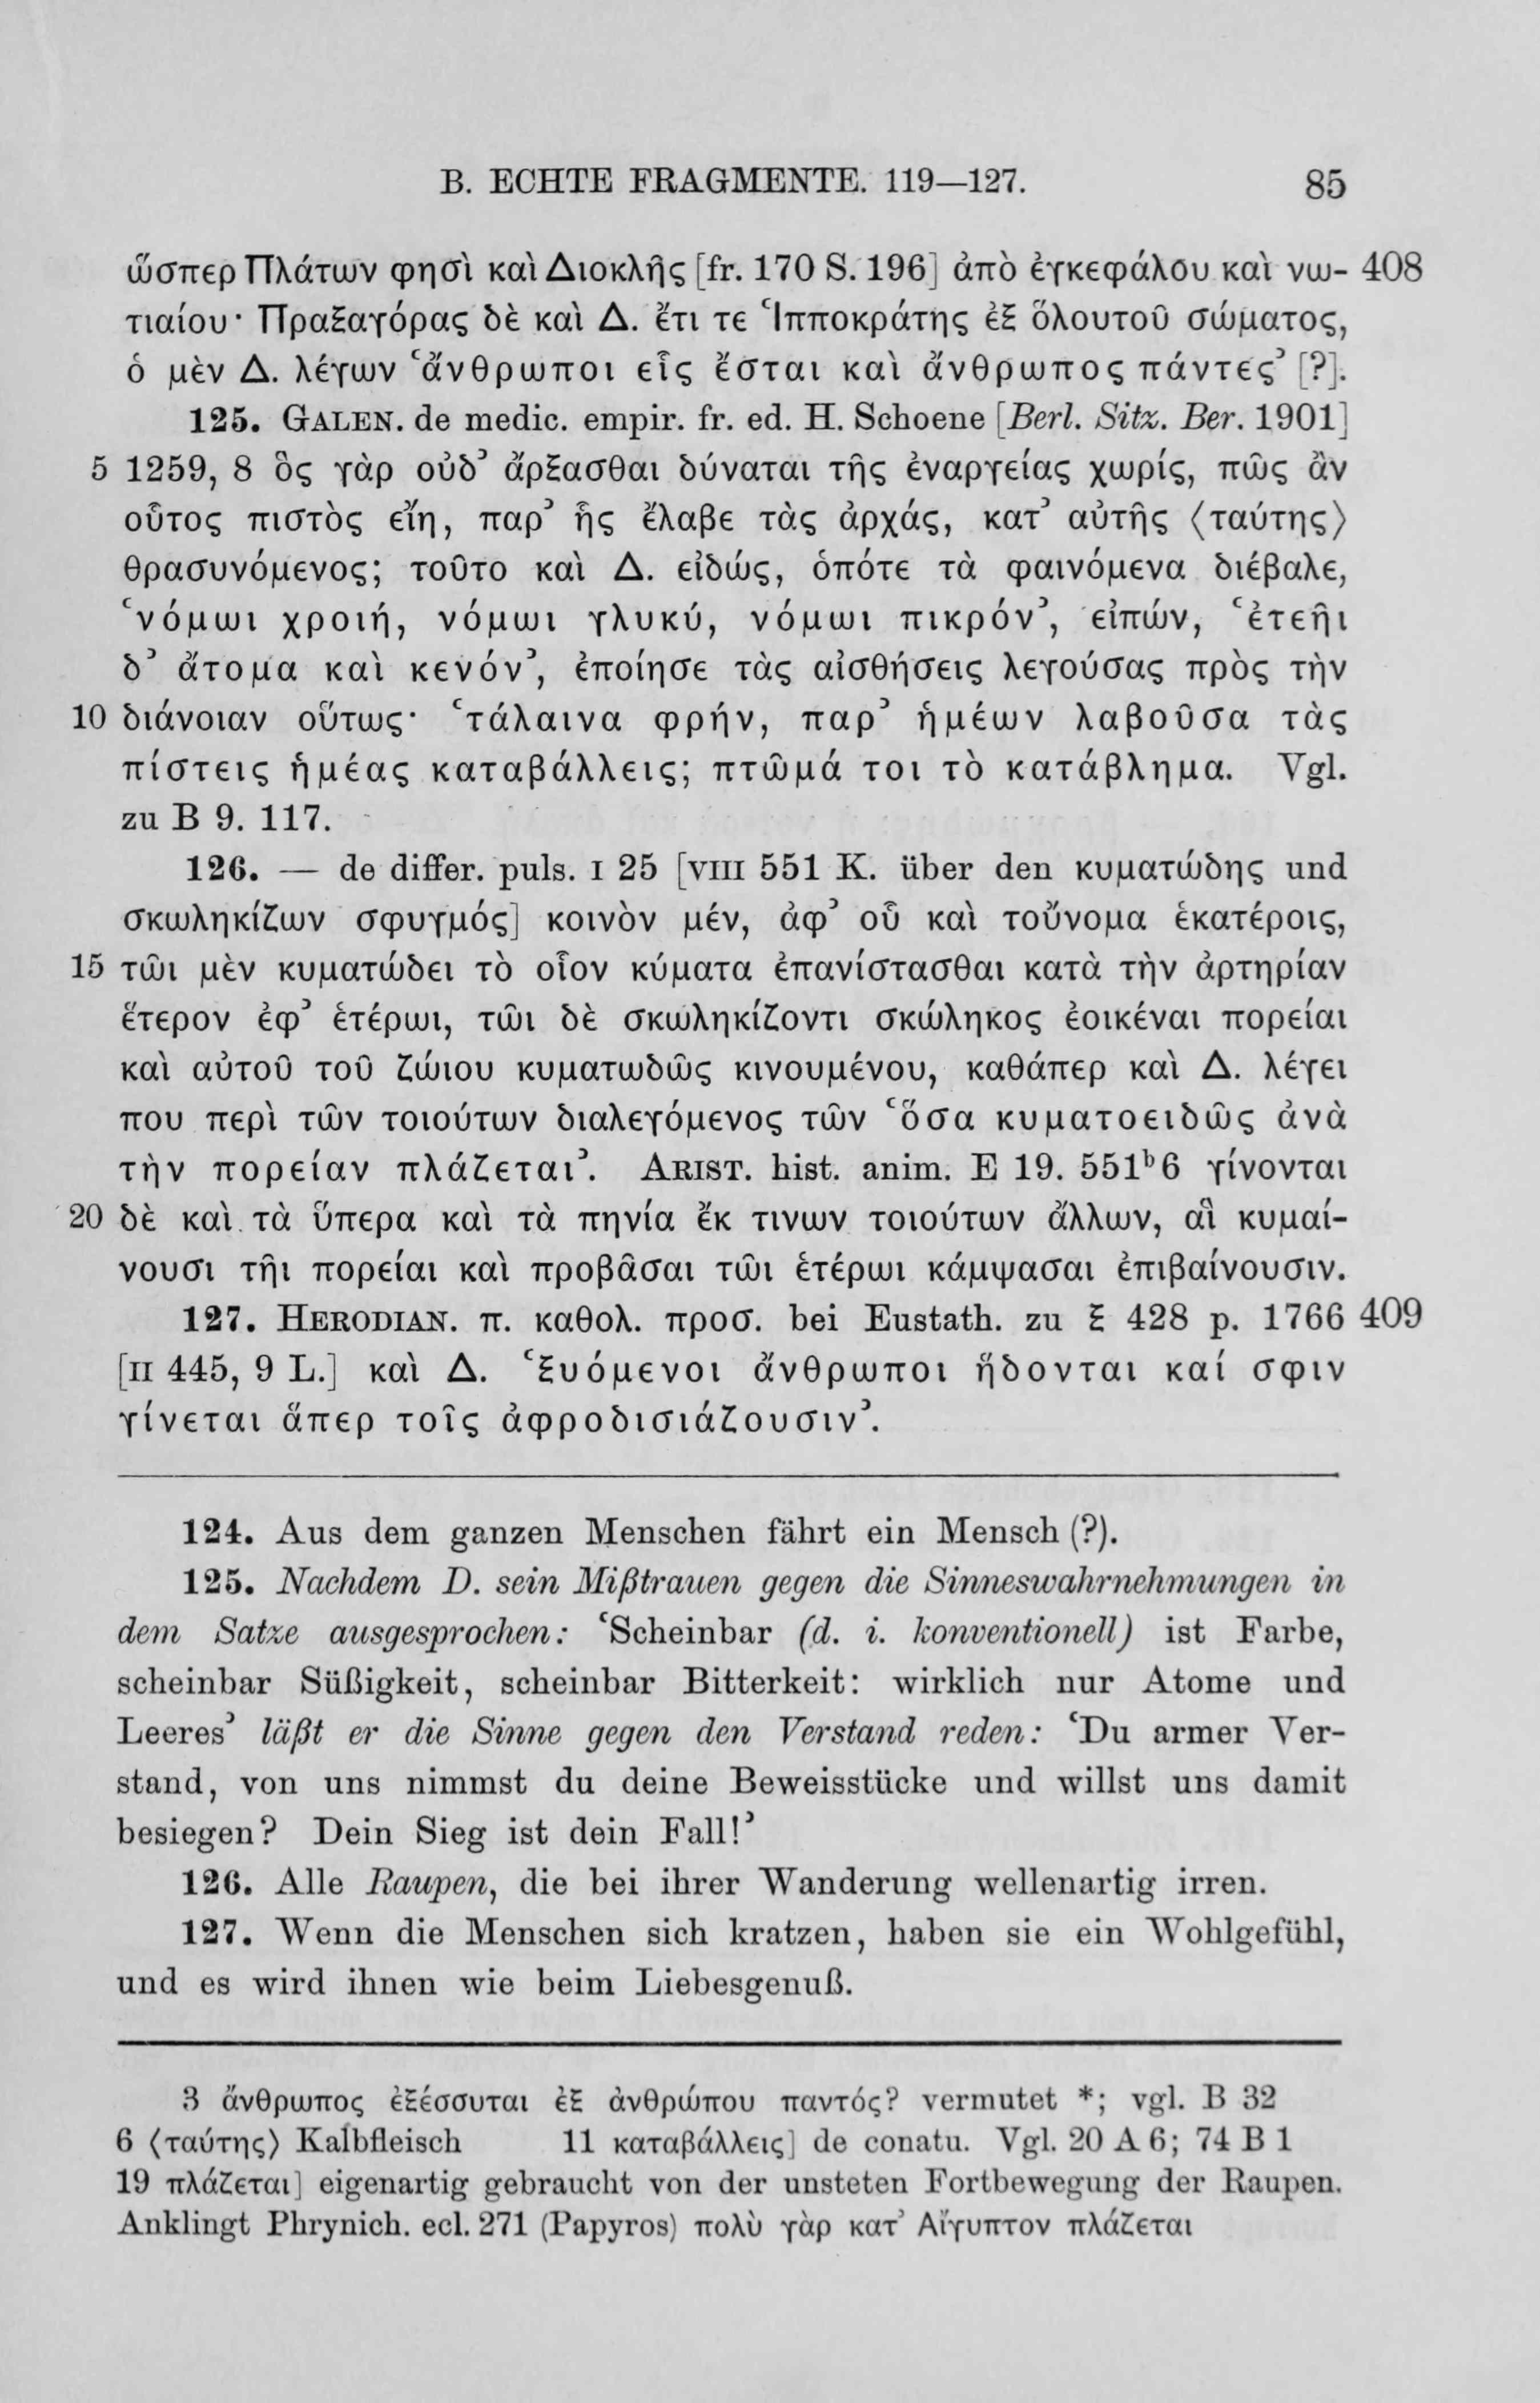 B. ECHTE FRAGMENTE. 119—127. 85
ὥσπερ Πλάτων φησὶ καὶ Διοκλῆς [fr. 170 S. 196] ἀπὸ ἐγκεφάλου καὶ νω- 408
τιαίου· Πραξαγόρας δὲ καὶ Δ. ἔτι τε Ἱπποκράτης ἐξ ὅλουτοῦ σώματος,
ὁ μὲν Δ. λέγων ‘ἄνθρωποι εἷς ἔσται καὶ ἄνθρωπος πάντες’ [?].
125. GALEN. de medic. empir. fr. ed. H. Schoene [Berl. Sitz. Ber. 1901]
5 1259, 8 ὃς γὰρ οὐδ’ ἄρξασθαι δύναται τῆς ἐναργείας χωρίς, πῶς ἂν
οὗτος πιστὸς εἴη, παρ’ ἧς ἔλαβε τὰς ἀρχάς, κατ’ αὐτῆς ⟨ταύτης⟩
θρασυνόμενος; τοῦτο καὶ Δ. εἰδώς, ὁπότε τὰ φαινόμενα διέβαλε,
‘νόμωι χροιή, νόμωι γλυκύ, νόμωι πικρόν’, εἰπών, ‘ἐτεῆι
δ’ ἄτομα καὶ κενόν’, ἐποίησε τὰς αἰσθήσεις λεγούσας πρὸς τὴν
10 διάνοιαν οὕτως· ‘τάλαινα φρήν, παρ’ ἡμέων λαβοῦσα τὰς
πίστεις ἡμέας καταβάλλεις; πτῶμά τοι τὸ κατάβλημα. Vgl.
zu B 9. 117.
126. — de differ. puls. I 25 [VIII 551 K. über den κυματώδης und
σκωληκίζων σφυγμός] κοινὸν μέν, ἀφ’ οὗ καὶ τοὔνομα ἑκατέροις,
15 τῶι μὲν κυματώδει τὸ οἷον κύματα ἐπανίστασθαι κατὰ τὴν ἀρτηρίαν
ἕτερον ἐφ’ ἑτέρωι, τῶι δὲ σκωληκίζοντι σκώληκος ἐοικέναι πορείαι
καὶ αὐτοῦ τοῦ ζώιου κυματωδῶς κινουμένου, καθάπερ καὶ Δ. λέγει
που περὶ τῶν τοιούτων διαλεγόμενος τῶν ‘ὅσα κυματοειδῶς ἀνὰ
τὴν πορείαν πλάζεται’. ARIST. hist. anim. E 19. 551ᵇ6 γίνονται
20 δὲ καὶ τὰ ὕπερα καὶ τὰ πηνία ἔκ τινων τοιούτων ἄλλων, αἳ κυμαί-
νουσι τῆι πορείαι καὶ προβᾶσαι τῶι ἑτέρωι κάμψασαι ἐπιβαίνουσιν.
127. HERODIAN. π. καθολ. προσ. bei Eustath. zu ξ 428 p. 1766 409
[II 445, 9 L.] καὶ Δ. ‘ξυόμενοι ἄνθρωποι ἥδονται καί σφιν
γίνεται ἅπερ τοῖς ἀφροδισιάζουσιν’.
124. Aus dem ganzen Menschen fährt ein Mensch (?).
125. Nachdem D. sein Mißtrauen gegen die Sinneswahrnehmungen in
dem Satze ausgesprochen: ‘Scheinbar (d. i. konventionell) ist Farbe,
scheinbar Süßigkeit, scheinbar Bitterkeit: wirklich nur Atome und
Leeres’ läßt er die Sinne gegen den Verstand reden: ‘Du armer Ver-
stand, von uns nimmst du deine Beweisstücke und willst uns damit
besiegen? Dein Sieg ist dein Fall!’
126. Alle Raupen, die bei ihrer Wanderung wellenartig irren.
127. Wenn die Menschen sich kratzen, haben sie ein Wohlgefühl,
und es wird ihnen wie beim Liebesgenuß.
3 ἄνθρωπος ἐξέσσυται ἐξ ἀνθρώπου παντός? vermutet *; vgl. B 32
6 ⟨ταύτης⟩ Kalbfleisch 11 καταβάλλεις] de conatu. Vgl. 20 A 6; 74 B 1
19 πλάζεται] eigenartig gebraucht von der unsteten Fortbewegung der Raupen.
Anklingt Phrynich. ecl. 271 (Papyros) πολὺ γὰρ κατ’ Αἴγυπτον πλάζεται